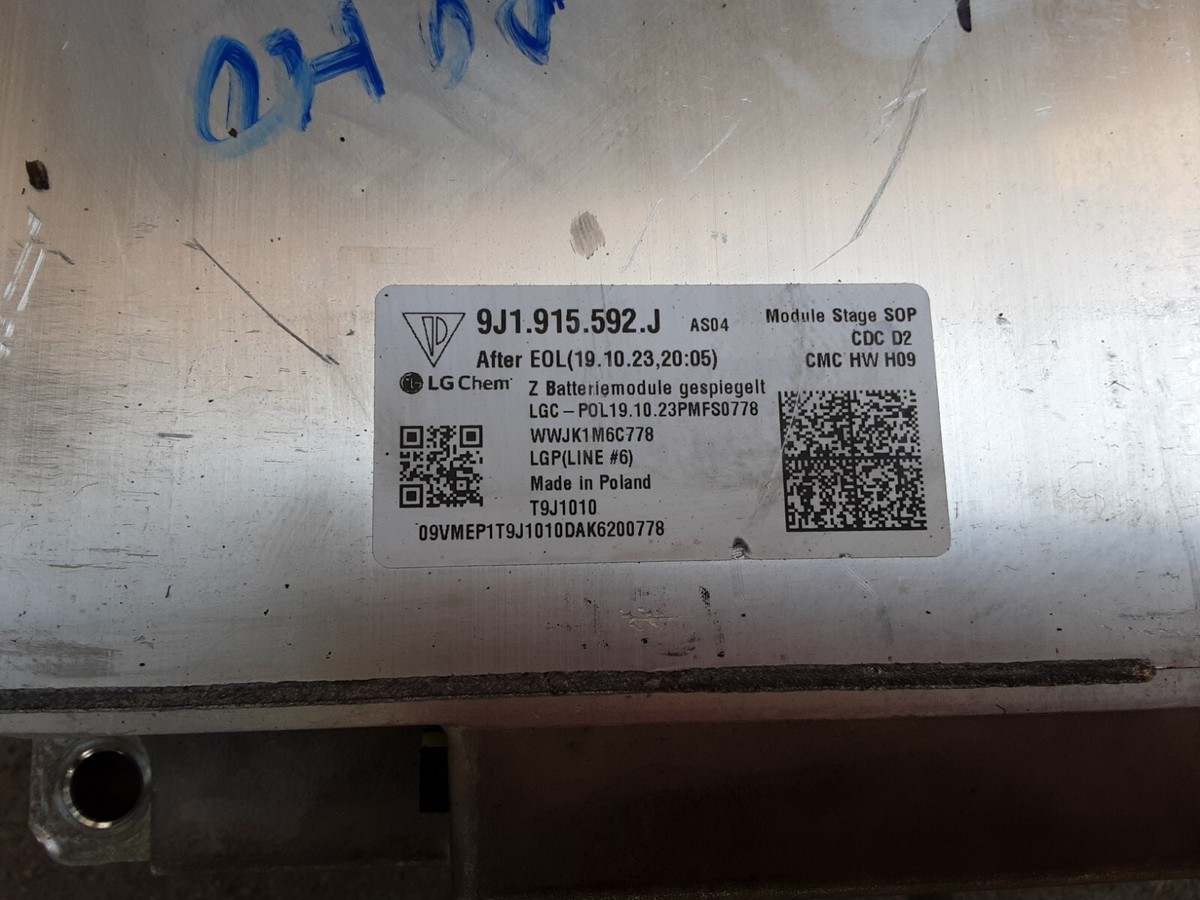 9J1.915.592.J AS04
Module Stage SOP
CDC D2
After EOL(19.10.23,20:05)
CMC HW H09
LG Chem
Z Batteriemodule gespiegelt
LGC-POL19.10.23PMFS0778
WWJK1M6C778
LGP(LINE #6)
Made in Poland
T9J1010
09VMEP1T9J1010DAK6200778